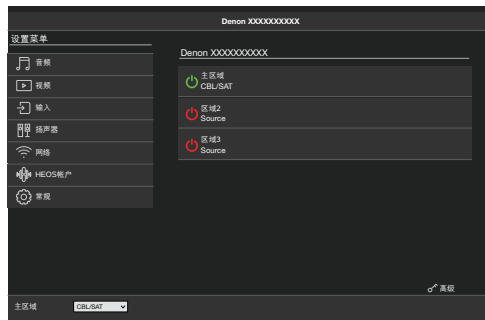 Denon XXXXXXXXXX
设置菜单
音频
视频
输入
扬声器
网络
HEOS帐户
常规
Denon XXXXXXXXXX
主区域
CBL/SAT
区域2
Source
区域3
Source
高级
主区域 CBL/SAT